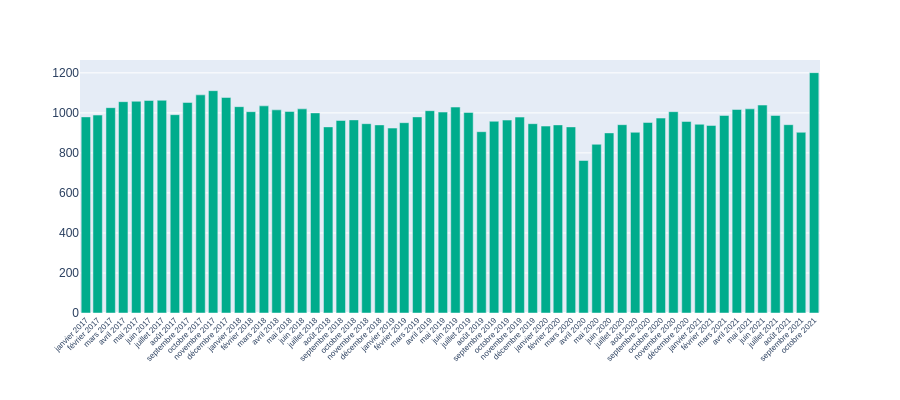 1200
1000
800
600
400
200
0
janvier 2017
février 2017
mars 2017
avril 2017
mai 2017
juin 2017
juillet 2017
août 2017
septembre 2017
octobre 2017
novembre 2017
décembre 2017
janvier 2018
février 2018
mars 2018
avril 2018
mai 2018
juin 2018
juillet 2018
août 2018
septembre 2018
octobre 2018
novembre 2018
décembre 2018
janvier 2019
février 2019
mars 2019
avril 2019
mai 2019
juin 2019
juillet 2019
août 2019
septembre 2019
octobre 2019
novembre 2019
décembre 2019
janvier 2020
février 2020
mars 2020
avril 2020
mai 2020
juin 2020
juillet 2020
août 2020
septembre 2020
octobre 2020
novembre 2020
décembre 2020
janvier 2021
février 2021
mars 2021
avril 2021
mai 2021
juin 2021
juillet 2021
août 2021
septembre 2021
octobre 2021